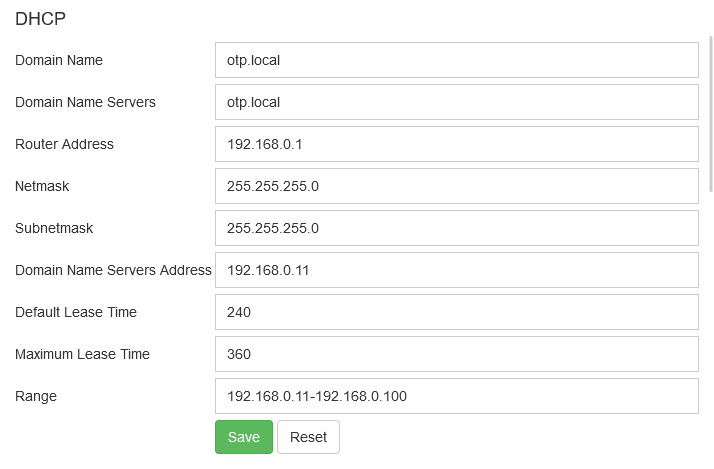 DHCP
Domain Name otp.local
Domain Name Servers otp.local
Router Address 192.168.0.1
Netmask 255.255.255.0
Subnetmask 255.255.255.0
Domain Name Servers Address 192.168.0.11
Default Lease Time 240
Maximum Lease Time 360
Range 192.168.0.11-192.168.0.100
Save Reset